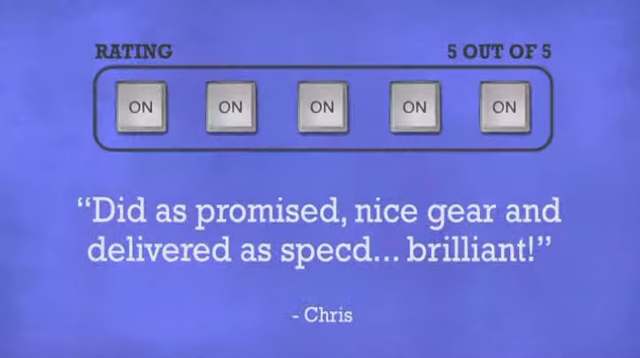 RATING 5 OUT OF 5
ON ON ON ON ON
“Did as promised, nice gear and
delivered as specd... brilliant!”
- Chris